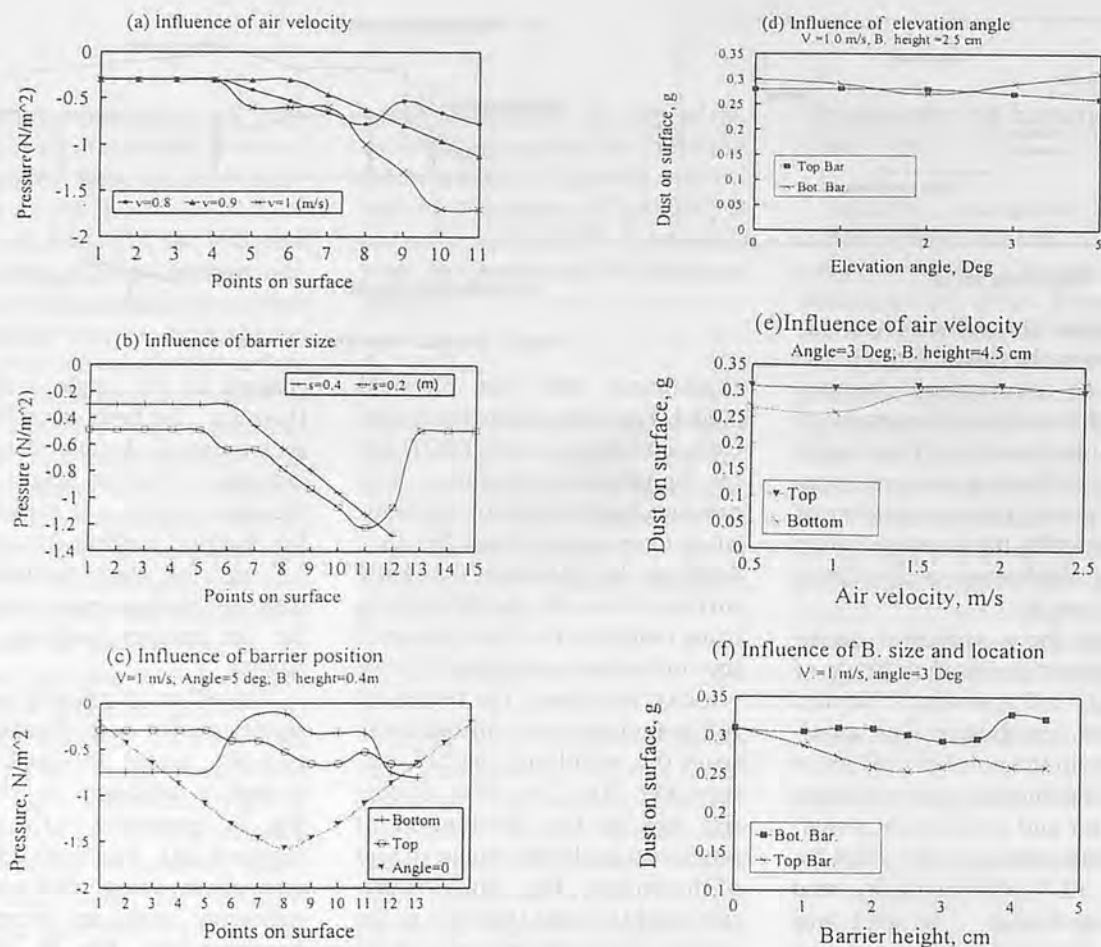 (a) Influence of air velocity
0
-0.5
-1
-1.5
-2
Pressure(N/m^2)
v=0.8 v=0.9 v=1 (m/s)
1 2 3 4 5 6 7 8 9 10 11
Points on surface
(b) Influence of barrier size
0
-0.2
-0.4
-0.6
-0.8
-1
-1.2
-1.4
Pressure (N/m^2)
s=0.4 s=0.2 (m)
1 2 3 4 5 6 7 8 9 10 11 12 13 14 15
Points on surface
(c) Influence of barrier position
V=1 m/s, Angle=5 deg, B. height=0.4m
0
-0.5
-1
-1.5
-2
Pressure, N/m^2
Bottom
Top
Angle=0
1 2 3 4 5 6 7 8 9 10 11 12 13
Points on surface
(d) Influence of elevation angle
V.=1.0 m/s, B. height=2.5 cm
0.35
0.3
0.25
0.2
0.15
0.1
0.05
0
Dust on surface, g
Top Bar
Bot. Bar.
0 1 2 3 5
Elevation angle, Deg
(e)Influence of air velocity
Angle=3 Deg; B. height=4.5 cm
0.35
0.3
0.25
0.2
0.15
0.1
0.05
0
Dust on surface, g
Top
Bottom
0.5 1 1.5 2 2.5
Air velocity, m/s
(f) Influence of B. size and location
V.=1m/s, angle=3 Deg
0.35
0.3
0.25
0.2
0.15
0.1
Dust on surface, g
Bot. Bar.
Top Bar
0 1 2 3 4 5
Barrier height, cm